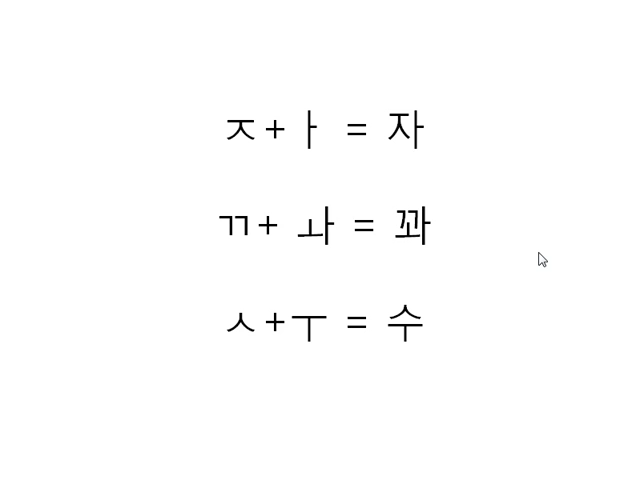 ㅈ+ㅏ = 자
ㄲ+ ㅘ = 꽈
ㅅ+ㅜ = 수